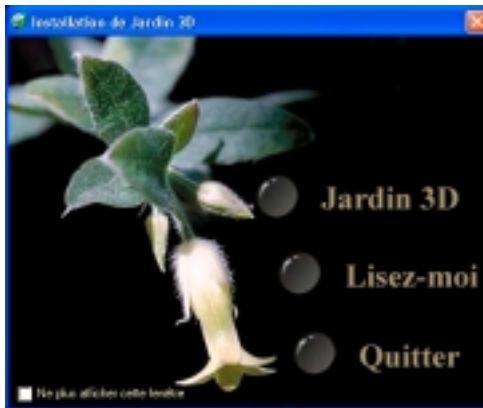 Installation de Jardin 3D
Jardin 3D
Lisez-moi
Quitter
Ne plus afficher cette fenêtre